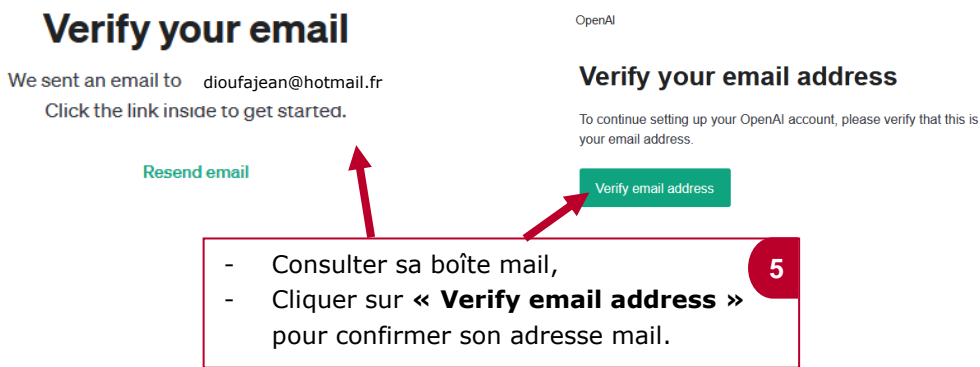 Verify your email
We sent an email to dioufajean@hotmail.fr
Click the link inside to get started.
Resend email
OpenAI
Verify your email address
To continue setting up your OpenAI account, please verify that this is
your email address.
Verify email address
- Consulter sa boîte mail,
- Cliquer sur « Verify email address »
pour confirmer son adresse mail.
5